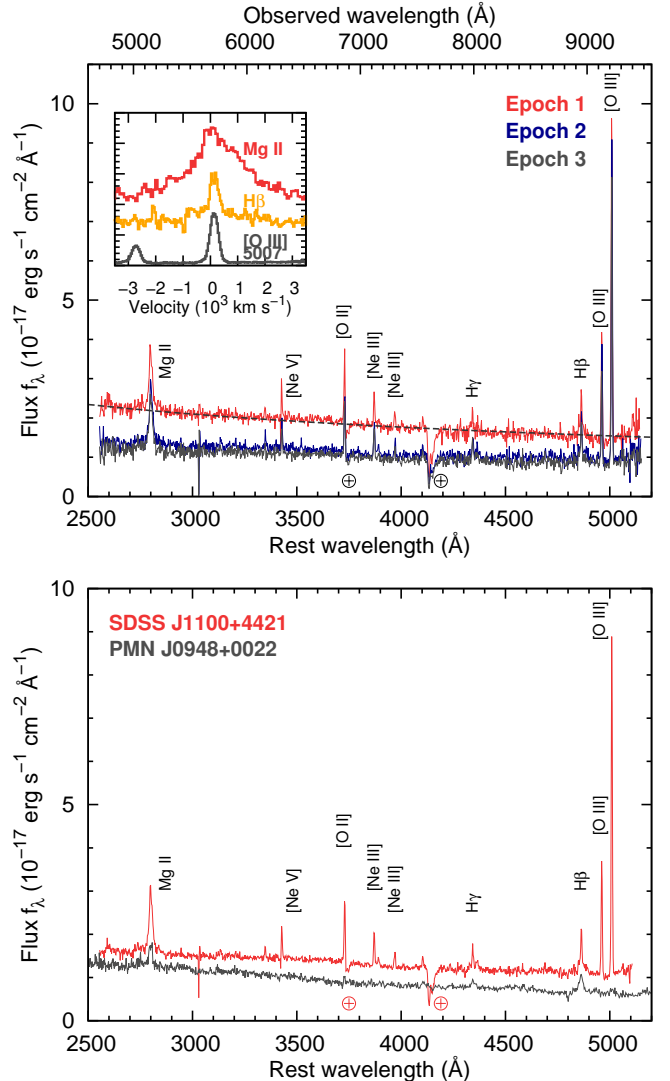 Observed wavelength (Å)
5000 6000 7000 8000 9000
10
Epoch 1
Epoch 2
Epoch 3
[O III]
Mg II
Hβ
[O III]
5007
−3 −2 −1 0 1 2 3
Velocity (10³ km s⁻¹)
5
Flux f_λ (10⁻¹⁷ erg s⁻¹ cm⁻² Å⁻¹)
Mg II
[Ne V]
[O II]
[Ne III]
[Ne III]
Hγ
Hβ
[O III]
0
2500 3000 3500 4000 4500 5000
Rest wavelength (Å)
10
SDSS J1100+4421
PMN J0948+0022
[O III]
5
Flux f_λ (10⁻¹⁷ erg s⁻¹ cm⁻² Å⁻¹)
Mg II
[Ne V]
[O II]
[Ne III]
[Ne III]
Hγ
Hβ
[O III]
0
2500 3000 3500 4000 4500 5000
Rest wavelength (Å)